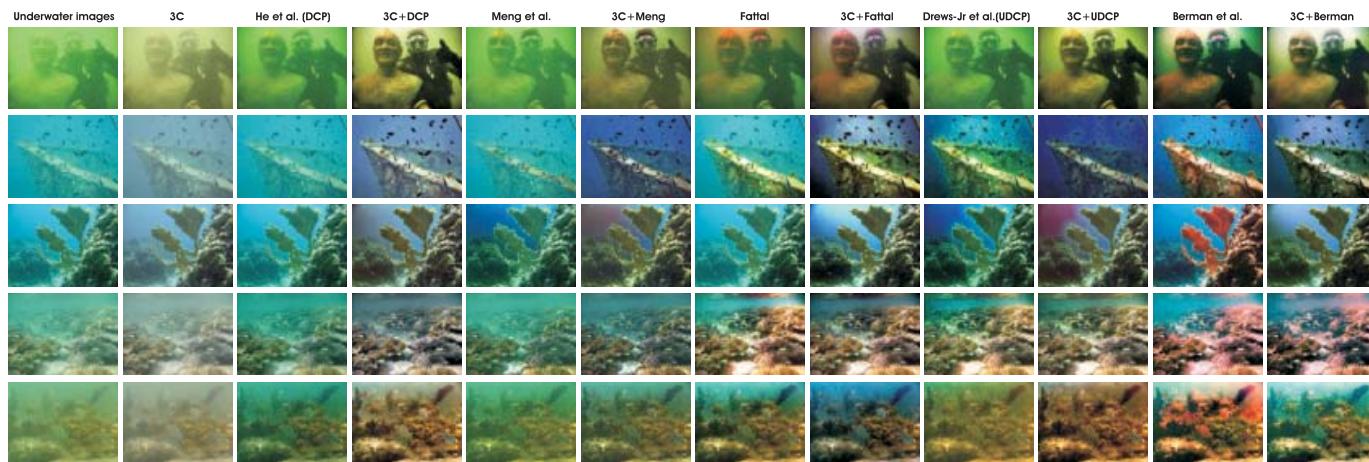 Underwater images 3C He et al. (DCP) 3C+DCP Meng et al. 3C+Meng Fattal 3C+Fattal Drews-Jr et al.(UDCP) 3C+UDCP Berman et al. 3C+Berman